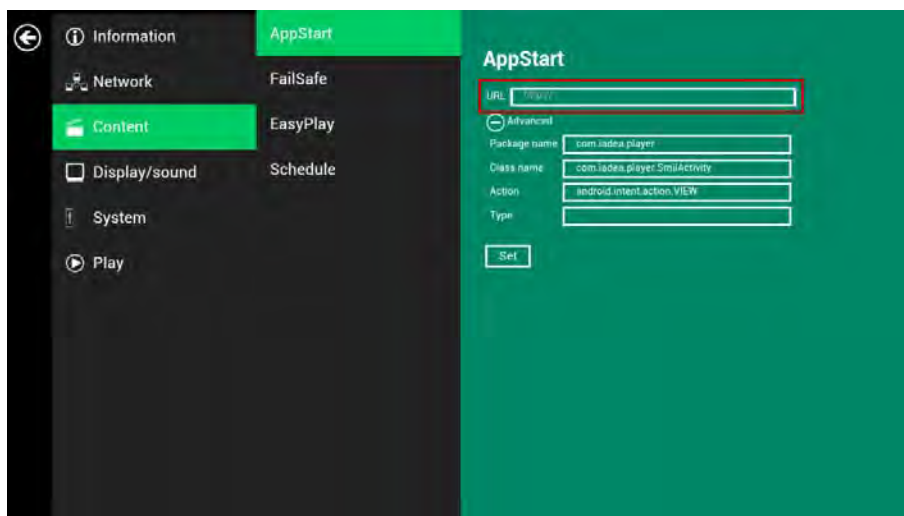 Information
Network
Content
Display/sound
System
Play
AppStart
FailSafe
EasyPlay
Schedule
AppStart
URL http://
Advanced
Package name com.iadea.player
Class name com.iadea.player.SmilActivity
Action android.intent.action.VIEW
Type
Set